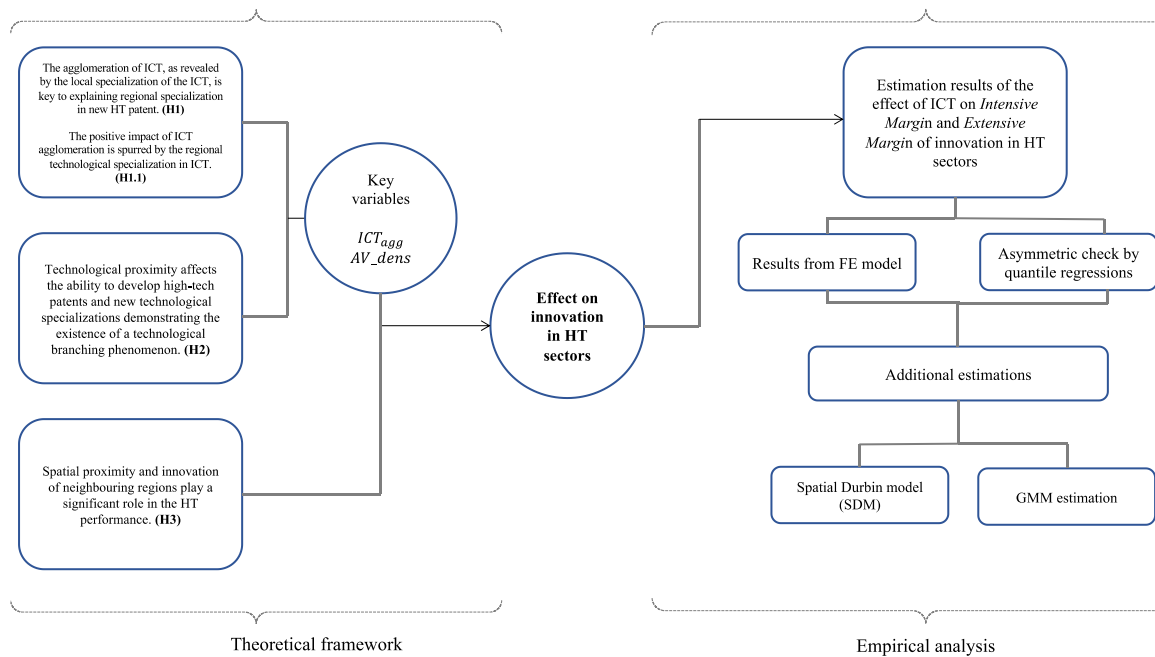 The agglomeration of ICT, as revealed
by the local specialization of the ICT, is
key to explaining regional specialization
in new HT patent. (H1)
The positive impact of ICT
agglomeration is spurred by the regional
technological specialization in ICT.
(H1.1)
Technological proximity affects
the ability to develop high-tech
patents and new technological
specializations demonstrating the
existence of a technological
branching phenomenon. (H2)
Spatial proximity and innovation
of neighbouring regions play a
significant role in the HT
performance. (H3)
Key
variables
ICT_agg
AV_dens
Effect on
innovation
in HT
sectors
Estimation results of the
effect of ICT on Intensive
Margin and Extensive
Margin of innovation in HT
sectors
Results from FE model
Asymmetric check by
quantile regressions
Additional estimations
Spatial Durbin model
(SDM)
GMM estimation
Theoretical framework
Empirical analysis